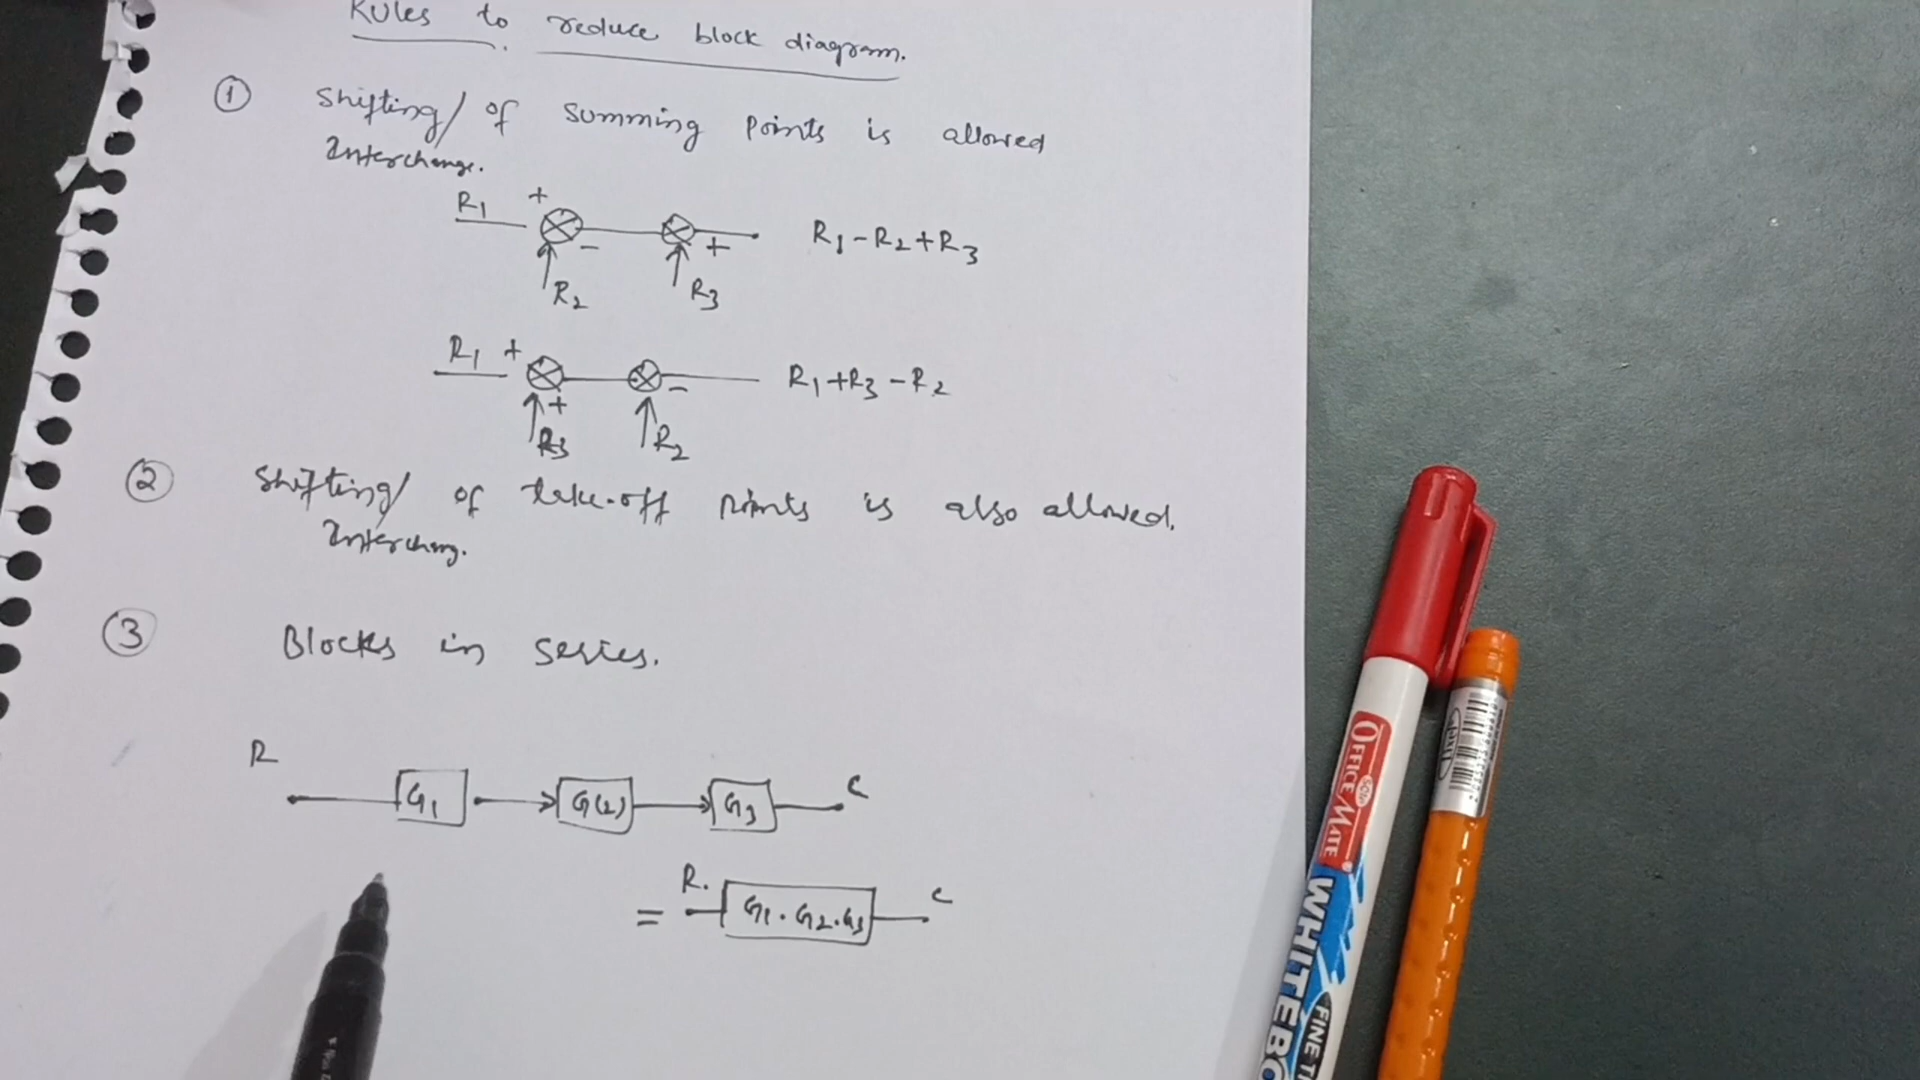 Rules to reduce block diagram.
① Shifting/ of summing points is allowed
Interchange.
R1 + - + R1-R2+R3
R2 R3
R1 + + - R1+R3-R2
R3 R2
② Shifting/ of take-off points is also allowed.
Interchang.
③ Blocks in series.
R G1 G(2) G3 C
= R. G1.G2.G3 C
OFFICE MATE
WHITEBO
FINE TI